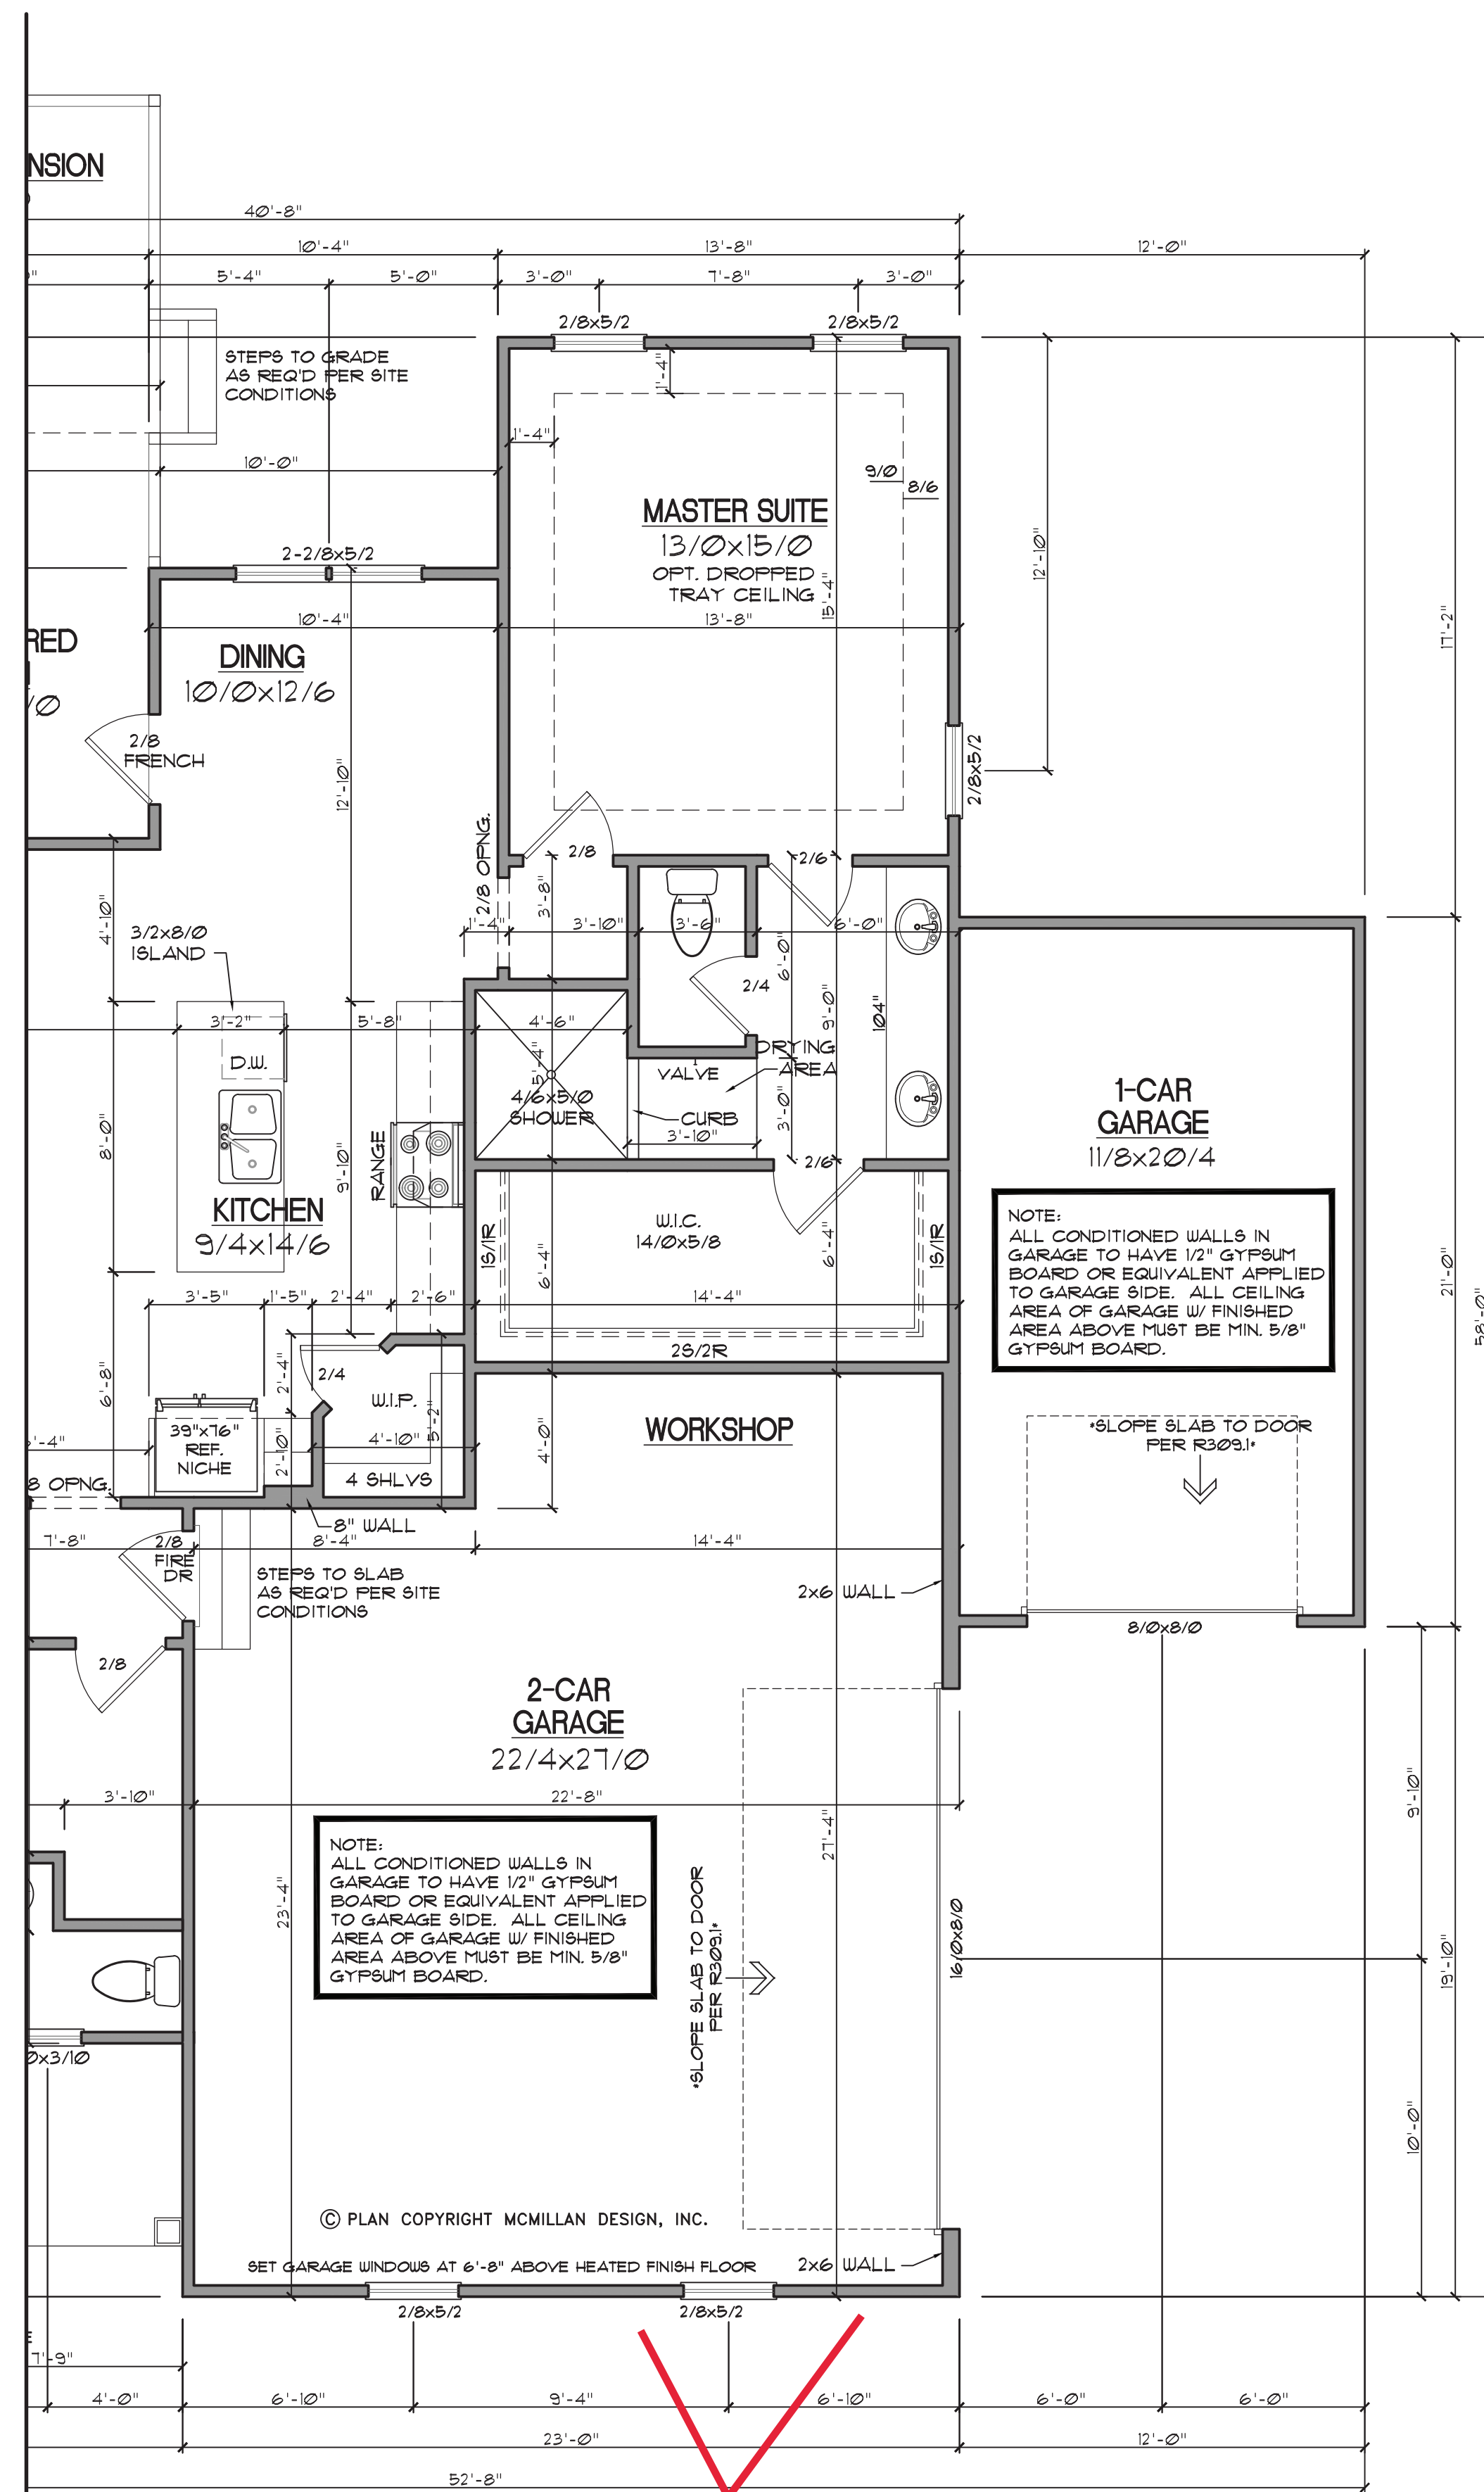 NSION
40'-8"
10'-4"
13'-8"
12'-0"
5'-4"
5'-0"
3'-0"
7'-8"
3'-0"
2/8x5/2
2/8x5/2
STEPS TO GRADE
AS REQ'D PER SITE
CONDITIONS
1'-4"
1'-4"
10'-0"
9/0
8/6
MASTER SUITE
13/0x15/0
OPT. DROPPED
TRAY CEILING
15'-4"
12'-10"
17'-2"
2-2/8x5/2
10'-4"
13'-8"
RED
/0
DINING
10/0x12/6
2/8
FRENCH
12'-10"
2/8x5/2
2/8 OPNG.
2/8
2/6
3'-8"
4'-10"
1'-4"
3'-10"
3'-6"
6'-0"
3/2x8/0
ISLAND
6'-0"
2/4
9'-0"
104"
3'-2"
5'-8"
4'-6"
D.W.
5'-4"
VALVE
DRYING
AREA
4/6x5/0
SHOWER
CURB
3'-10"
3'-0"
1-CAR
GARAGE
11/8x20/4
8'-0"
9'-10"
RANGE
2/6
KITCHEN
9/4x14/6
1S/1R
W.I.C.
14/0x5/8
1S/1R
6'-4"
6'-4"
NOTE:
ALL CONDITIONED WALLS IN
GARAGE TO HAVE 1/2" GYPSUM
BOARD OR EQUIVALENT APPLIED
TO GARAGE SIDE. ALL CEILING
AREA OF GARAGE W/ FINISHED
AREA ABOVE MUST BE MIN. 5/8"
GYPSUM BOARD.
21'-0"
58'-0"
3'-5"
1'-5"
2'-4"
2'-6"
14'-4"
2S/2R
6'-8"
2'-4"
2/4
W.I.P.
5'-2"
WORKSHOP
*SLOPE SLAB TO DOOR
PER R309.1*
39"x76"
REF.
NICHE
2'-10"
4'-10"
4'-0"
'-4"
8 OPNG.
4 SHLVS
8" WALL
7'-8"
2/8
FIRE
DR
8'-4"
14'-4"
STEPS TO SLAB
AS REQ'D PER SITE
CONDITIONS
2x6 WALL
8/0x8/0
2/8
2-CAR
GARAGE
22/4x27/0
3'-10"
22'-8"
9'-10"
27'-4"
NOTE:
ALL CONDITIONED WALLS IN
GARAGE TO HAVE 1/2" GYPSUM
BOARD OR EQUIVALENT APPLIED
TO GARAGE SIDE. ALL CEILING
AREA OF GARAGE W/ FINISHED
AREA ABOVE MUST BE MIN. 5/8"
GYPSUM BOARD.
23'-4"
*SLOPE SLAB TO DOOR
PER R309.1*
16/0x8/0
19'-10"
0x3/10
10'-0"
© PLAN COPYRIGHT MCMILLAN DESIGN, INC.
SET GARAGE WINDOWS AT 6'-8" ABOVE HEATED FINISH FLOOR
2x6 WALL
2/8x5/2
2/8x5/2
7'-9"
4'-0"
6'-10"
9'-4"
6'-10"
6'-0"
6'-0"
23'-0"
12'-0"
52'-8"